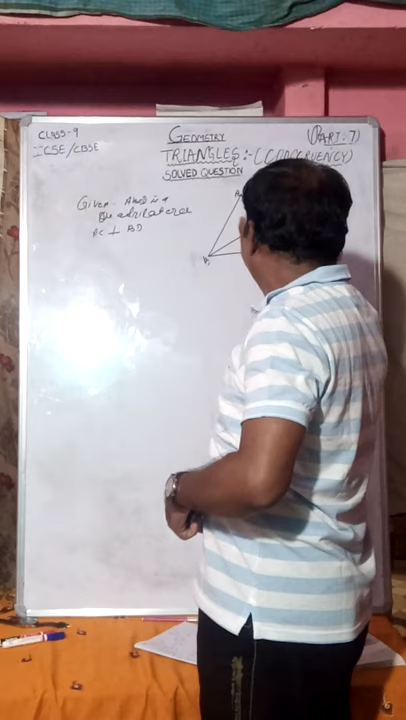 CLASS-9
ICSE/CBSE
GEOMETRY
(PART:7)
TRIANGLES:-(CONGRUENCY)
SOLVED QUESTION
Given- ABCD is a
Quadrilateral
AC ⊥ BD
A
B